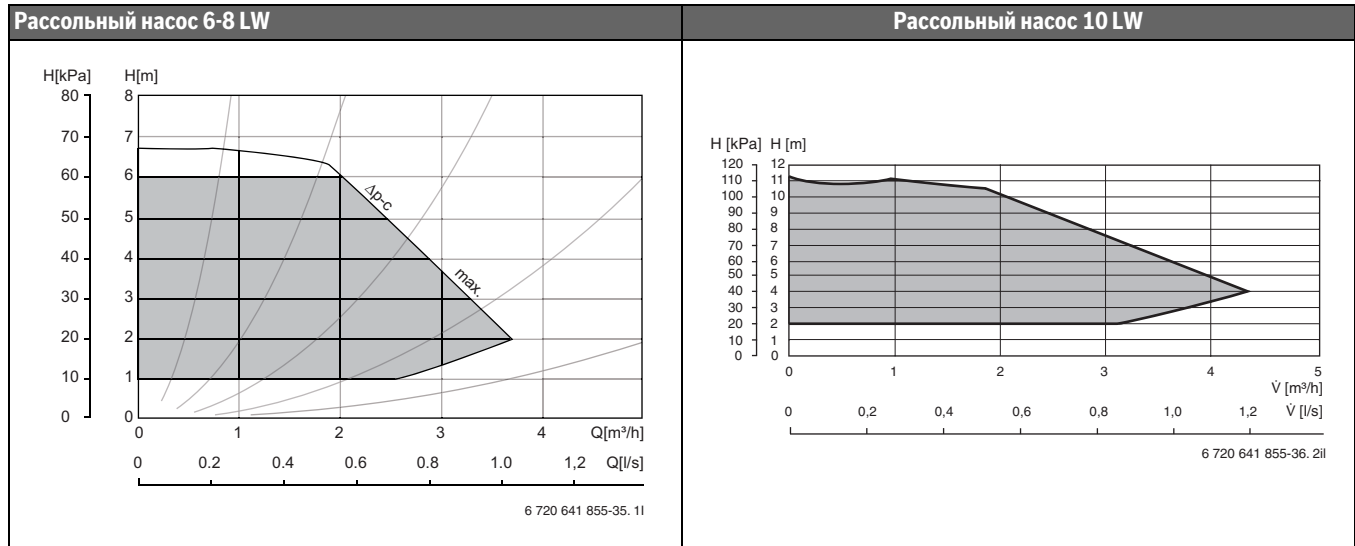 Рассольный насос 6-8 LW
H[kPa] H[m]
80 8
70 7
60 6
50 5
40 4
30 3
20 2
10 1
0 0
Δp-c
max.
0 1 2 3 4 Q[m³/h]
0 0.2 0.4 0.6 0.8 1.0 1,2 Q[l/s]
6 720 641 855-35. 1I
Рассольный насос 10 LW
H [kPa] H [m]
120 12
110 11
100 10
90 9
80 8
70 7
60 6
50 5
40 4
30 3
20 2
10 1
0 0
0 1 2 3 4 5
V̇ [m³/h]
0 0,2 0,4 0,6 0,8 1,0 1,2 V̇ [l/s]
6 720 641 855-36. 2il